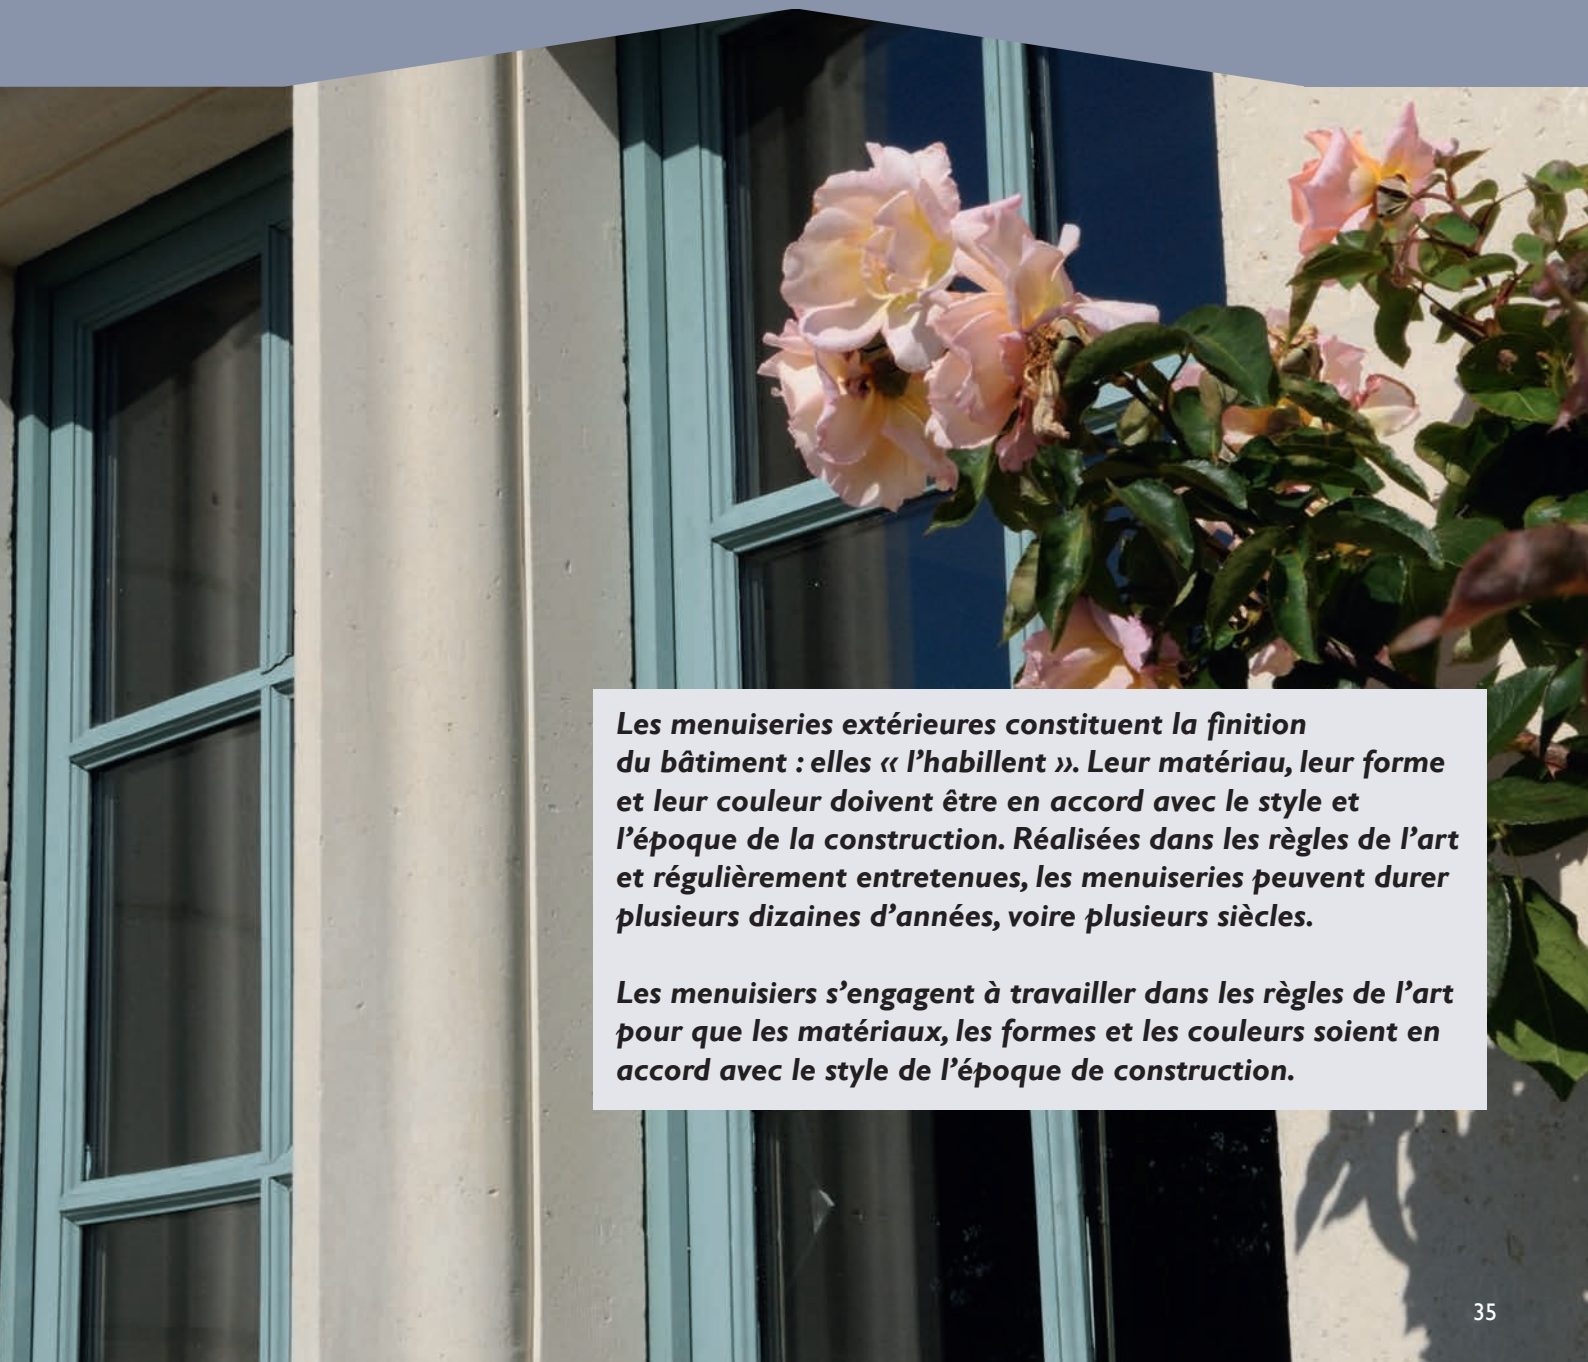 Les menuiseries extérieures constituent la finition
du bâtiment : elles « l’habillent ». Leur matériau, leur forme
et leur couleur doivent être en accord avec le style et
l’époque de la construction. Réalisées dans les règles de l’art
et régulièrement entretenues, les menuiseries peuvent durer
plusieurs dizaines d’années, voire plusieurs siècles.
Les menuisiers s’engagent à travailler dans les règles de l’art
pour que les matériaux, les formes et les couleurs soient en
accord avec le style de l’époque de construction.
35